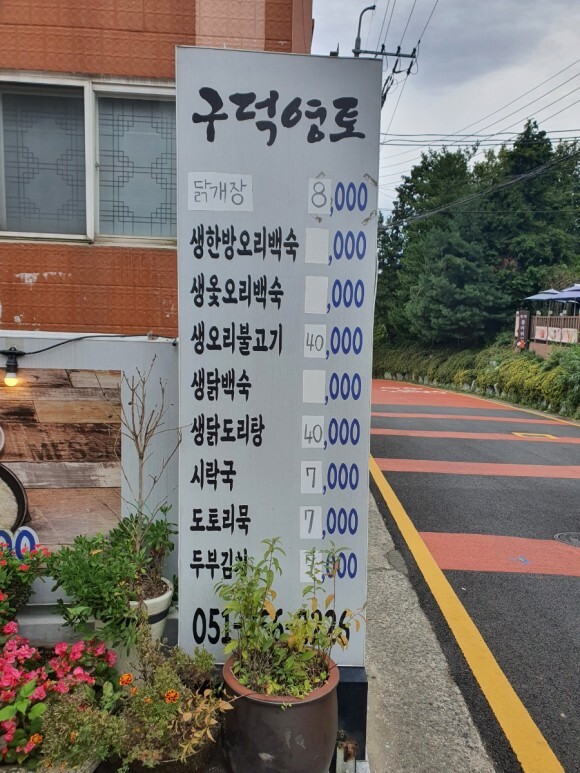 구덕영토
닭개장 8,000
생한방오리백숙 ,000
생옻오리백숙 ,000
생오리불고기 40,000
생닭백숙 ,000
생닭도리탕 40,000
시락국 7,000
도토리묵 7,000
두부김치 ,000
MESS